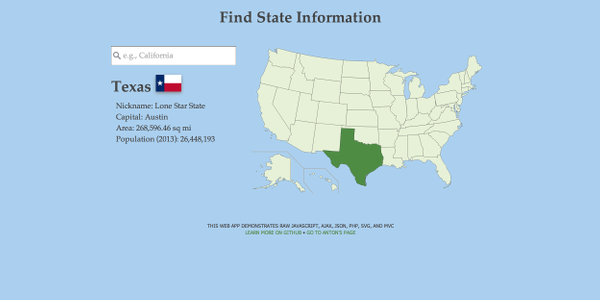 Find State Information
e.g., California
Texas
Nickname: Lone Star State
Capital: Austin
Area: 268,596.46 sq mi
Population (2013): 26,448,193
THIS WEB APP DEMONSTRATES RAW JAVASCRIPT, AJAX, JSON, PHP, SVG, AND MVC
LEARN MORE ON GITHUB • GO TO ANTON'S PAGE